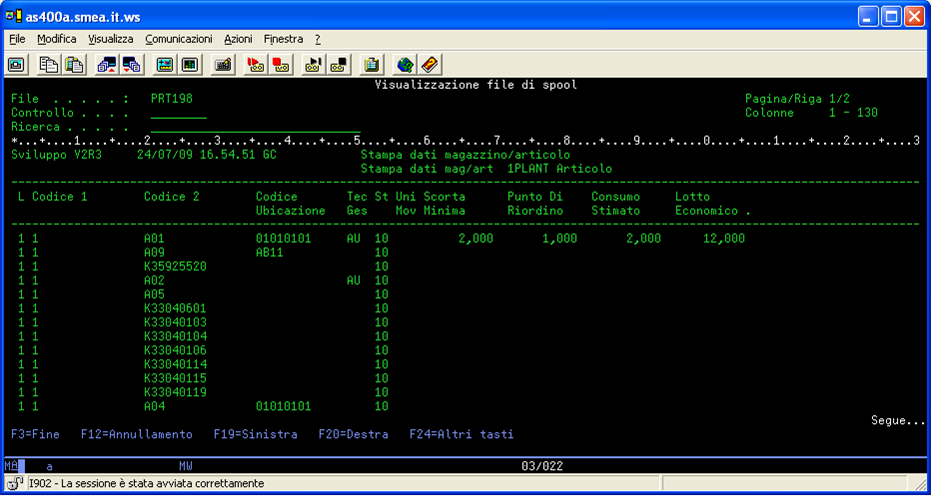 as400a.smea.it.ws
File Modifica Visualizza Comunicazioni Azioni Finestra ?
Visualizzazione file di spool
File . . . . . : PRT198 Pagina/Riga 1/2
Controllo . . . . Colonne 1 - 130
Ricerca . . . . .
*...+....1....+....2....+....3....+....4....+....5....+....6....+....7....+....8....+....9....+....0....+....1....+....2....+....3
Sviluppo V2R3 24/07/09 16.54.51 GC Stampa dati magazzino/articolo
Stampa dati mag/art 1PLANT Articolo
L Codice 1 Codice 2 Codice Tec St Uni Scorta Punto Di Consumo Lotto
Ubicazione Ges Mov Minima Riordino Stimato Economico .
1 1 A01 01010101 AU 10 2,000 1,000 2,000 12,000
1 1 A09 AB11 10
1 1 K35925520 10
1 1 A02 AU 10
1 1 A05 10
1 1 K33040601 10
1 1 K33040103 10
1 1 K33040104 10
1 1 K33040106 10
1 1 K33040114 10
1 1 K33040115 10
1 1 K33040119 10
1 1 A04 01010101 10
Segue...
F3=Fine F12=Annullamento F19=Sinistra F20=Destra F24=Altri tasti
MA a MW 03/022
I902 - La sessione è stata avviata correttamente